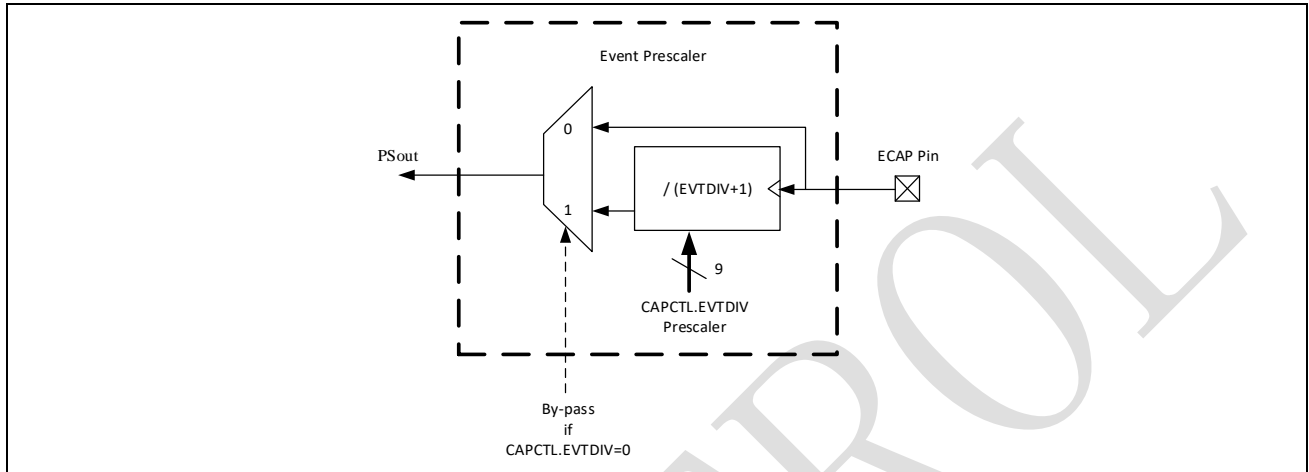 Event Prescaler
0
PSout
ECAP Pin
/ (EVTDIV+1)
1
9
CAPCTL.EVTDIV
Prescaler
By-pass
if
CAPCTL.EVTDIV=0
ROL